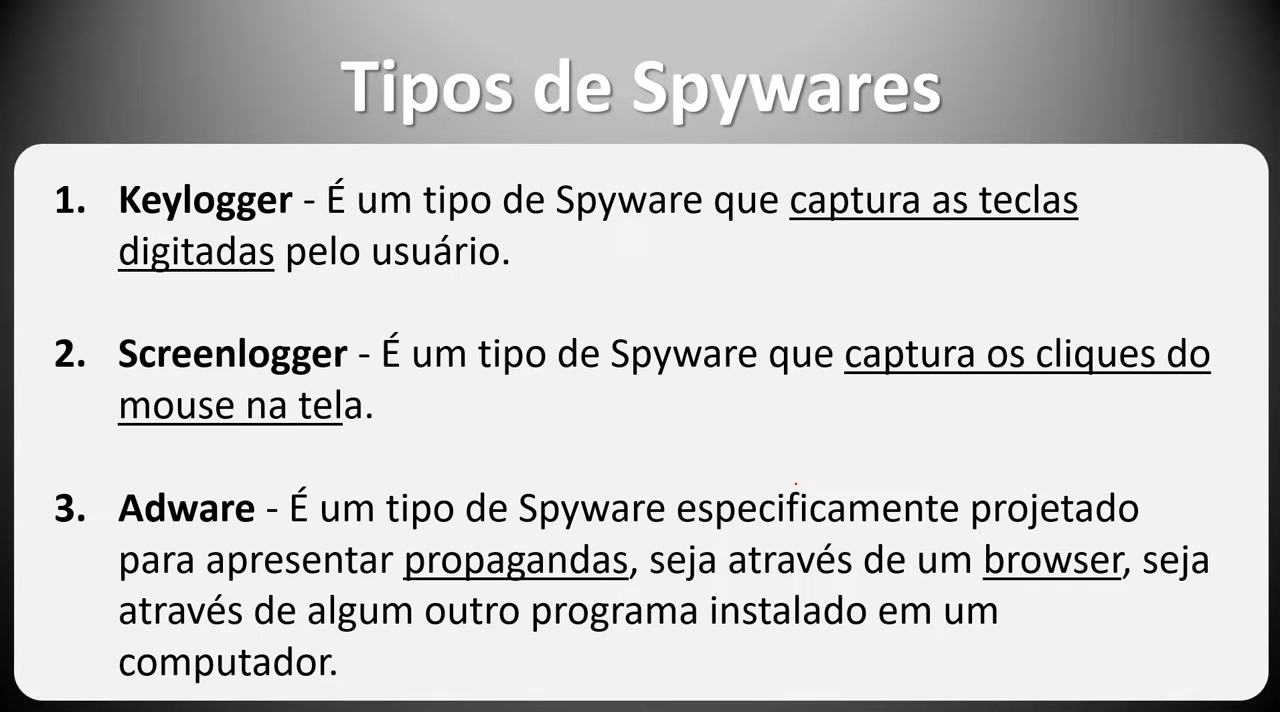 Tipos de Spywares
1. Keylogger - É um tipo de Spyware que captura as teclas
digitadas pelo usuário.
2. Screenlogger - É um tipo de Spyware que captura os cliques do
mouse na tela.
3. Adware - É um tipo de Spyware especificamente projetado
para apresentar propagandas, seja através de um browser, seja
através de algum outro programa instalado em um
computador.